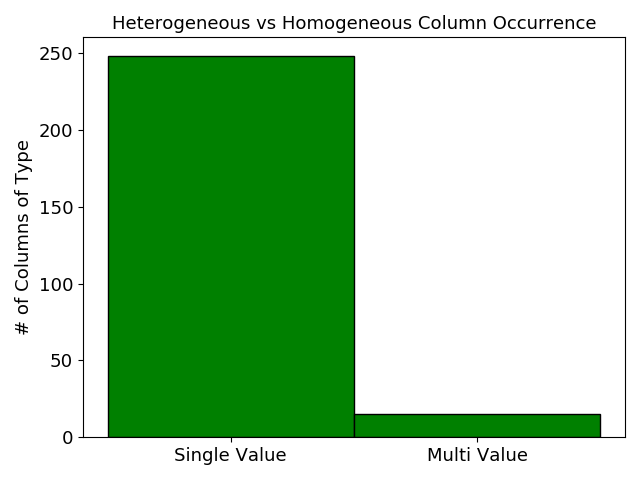 Heterogeneous vs Homogeneous Column Occurrence
# of Columns of Type
250
200
150
100
50
0
Single Value
Multi Value